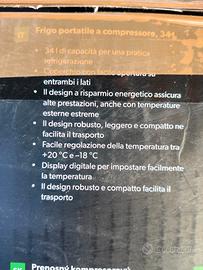 IT Frigo portatile a compressore, 34 l
• 34 l di capacità per una pratica
refrigerazione
entrambi i lati
• Il design a risparmio energetico assicura
alte prestazioni, anche con temperature
esterne estreme
• Il design robusto, leggero e compatto ne
facilita il trasporto
• Facile regolazione della temperatura tra
+20 °C e –18 °C
• Display digitale per impostare facilmente
la temperatura
• Il design robusto e compatto facilita il
trasporto
Prenosný kompresorový